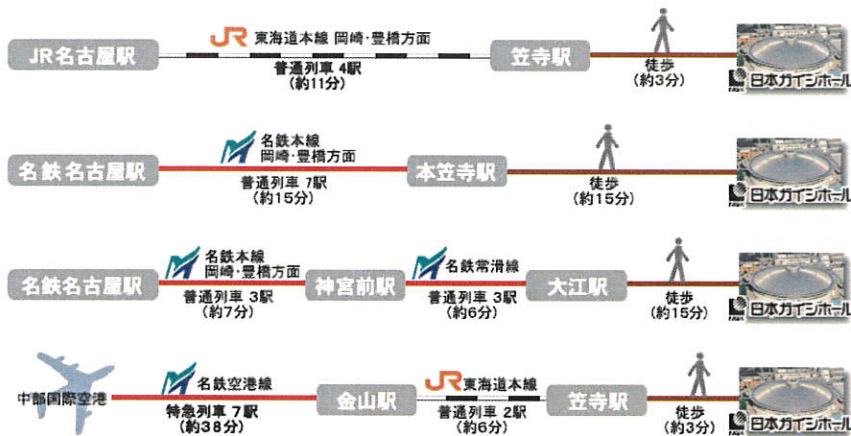 JR 東海道本線 岡崎・豊橋方面
JR名古屋駅
普通列車 4駅
(約11分)
笠寺駅
徒歩
(約3分)
日本ガイシホール
名鉄本線
岡崎・豊橋方面
名鉄名古屋駅
普通列車 7駅
(約15分)
本笠寺駅
徒歩
(約15分)
日本ガイシホール
名鉄本線
岡崎・豊橋方面
名鉄名古屋駅
普通列車 3駅
(約7分)
神宮前駅
名鉄常滑線
普通列車 3駅
(約6分)
大江駅
徒歩
(約15分)
日本ガイシホール
中部国際空港
名鉄空港線
特急列車 7駅
(約38分)
金山駅
JR 東海道本線
普通列車 2駅
(約6分)
笠寺駅
徒歩
(約3分)
日本ガイシホール